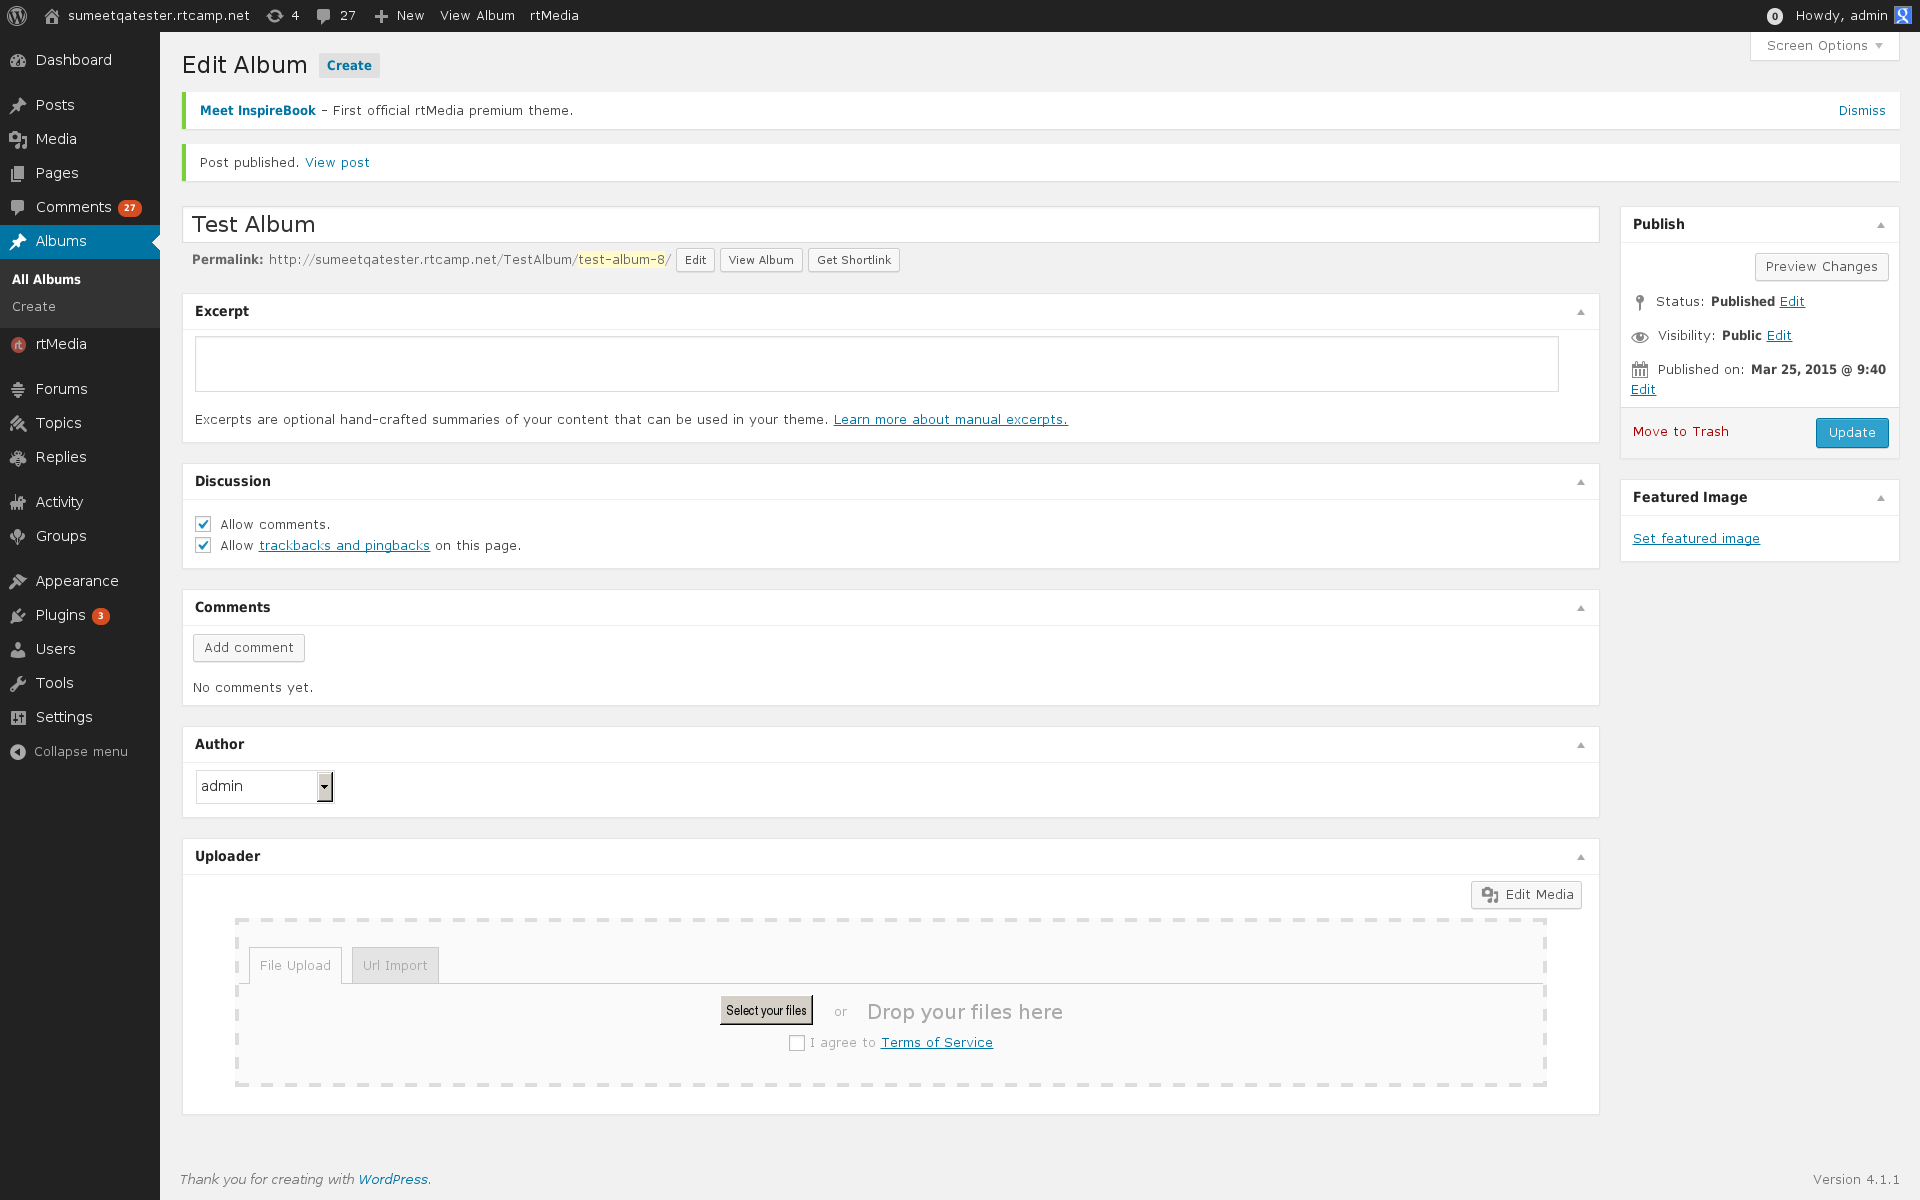 sumeetqatester.rtcamp.net 4 27 New View Album rtMedia 0 Howdy, admin
Dashboard
Posts
Media
Pages
Comments 27
Albums
All Albums
Create
rtMedia
Forums
Topics
Replies
Activity
Groups
Appearance
Plugins 3
Users
Tools
Settings
Collapse menu
Screen Options
Edit Album Create
Meet InspireBook – First official rtMedia premium theme. Dismiss
Post published. View post
Test Album
Permalink: http://sumeetqatester.rtcamp.net/TestAlbum/test-album-8/ Edit View Album Get Shortlink
Excerpt
Excerpts are optional hand-crafted summaries of your content that can be used in your theme. Learn more about manual excerpts.
Discussion
Allow comments.
Allow trackbacks and pingbacks on this page.
Comments
Add comment
No comments yet.
Author
admin
Uploader
Edit Media
File Upload Url Import
Select your files or Drop your files here
I agree to Terms of Service
Publish
Preview Changes
Status: Published Edit
Visibility: Public Edit
Published on: Mar 25, 2015 @ 9:40
Edit
Move to Trash Update
Featured Image
Set featured image
Thank you for creating with WordPress. Version 4.1.1